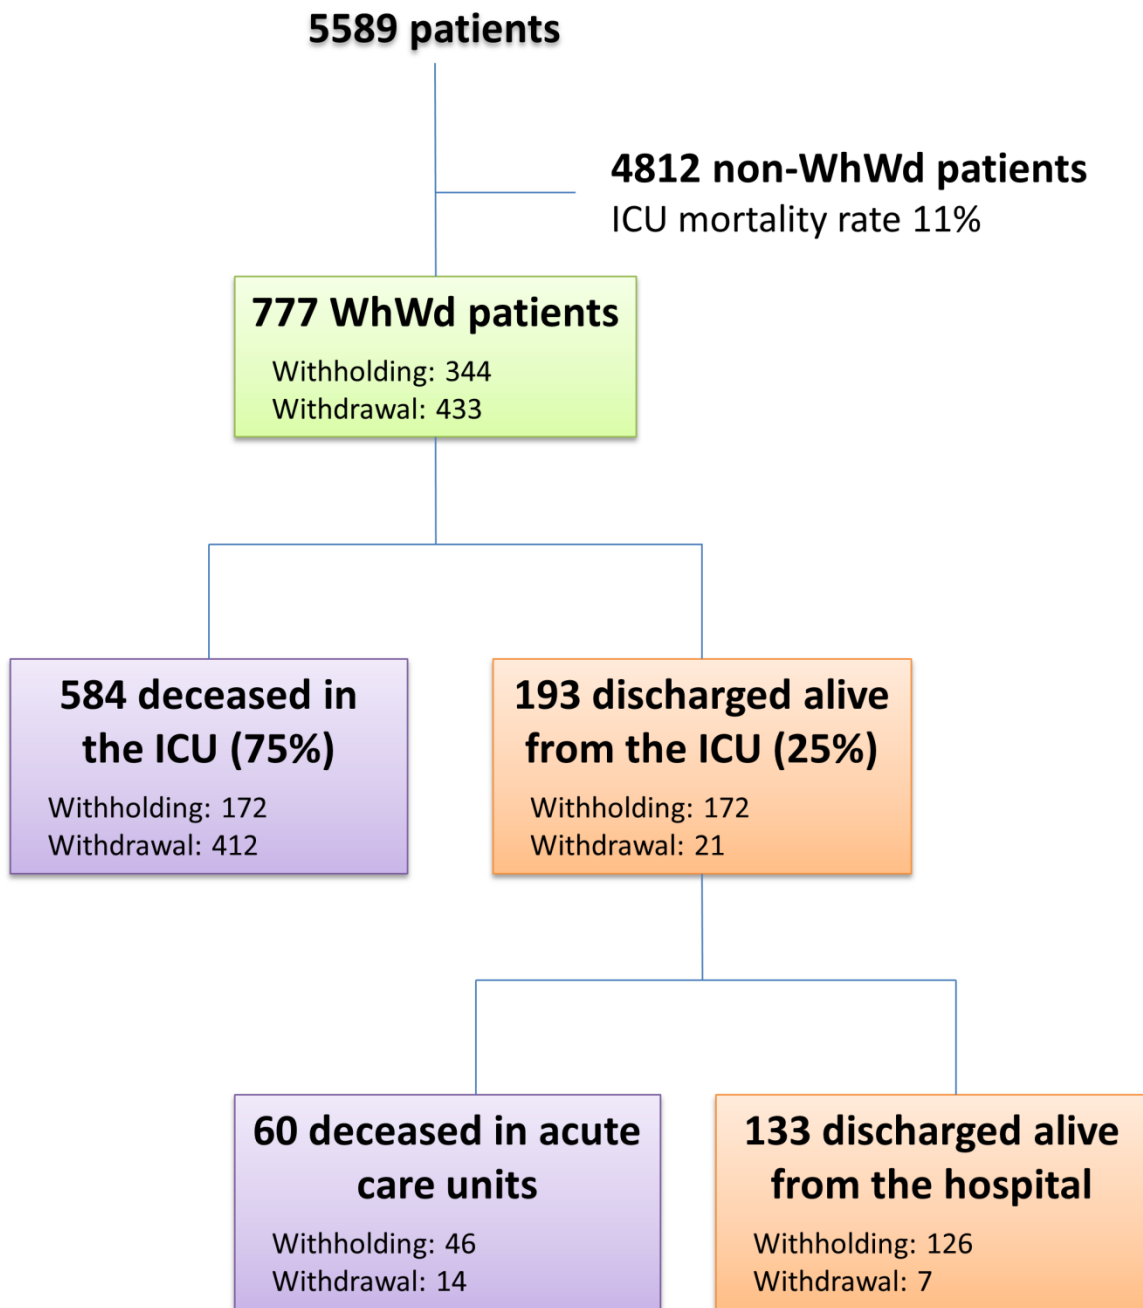 5589 patients
4812 non-WhWd patients
ICU mortality rate 11%
777 WhWd patients
Withholding: 344
Withdrawal: 433
584 deceased in
the ICU (75%)
Withholding: 172
Withdrawal: 412
193 discharged alive
from the ICU (25%)
Withholding: 172
Withdrawal: 21
60 deceased in acute
care units
Withholding: 46
Withdrawal: 14
133 discharged alive
from the hospital
Withholding: 126
Withdrawal: 7